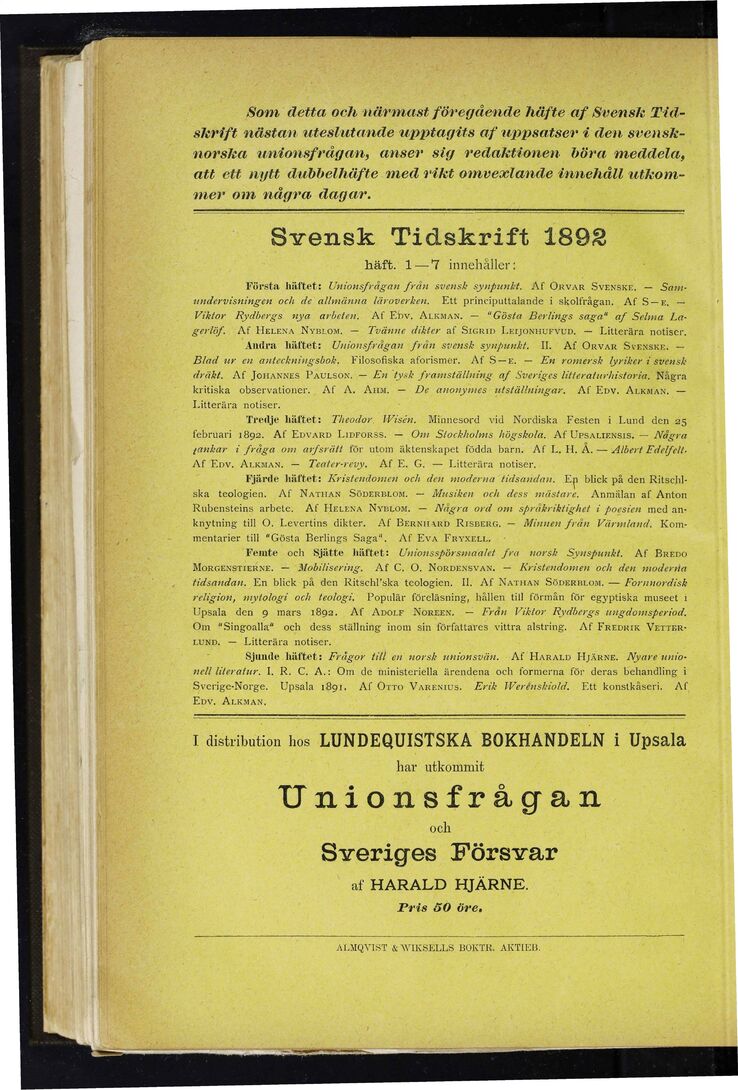 Som detta och närmast föregående häfte af Svensk Tid-
skrift nästan uteslutande upptagits af uppsatser i den svensk-
norska unionsfrågan, anser sig redaktionen böra meddela,
att ett nytt dubbelhäfte med rikt omvexlande innehåll utkom-
mer om några dagar.
Svensk Tidskrift 1892
häft. 1—7 innehåller:
Första häftet: Unionsfrågan från svensk synpunkt. Af ORVAR SVENSKE. — Sam-
undervisningen och de allmänna läroverken. Ett principuttalande i skolfrågan. Af S—E. —
Viktor Rydbergs nya arbeten. Af EDV. ALKMAN. — "Gösta Berlings saga" af Selma La-
gerlöf. Af HELENA NYBLOM. — Tvänne dikter af SIGRID LEIJONHUFVUD. — Litterära notiser.
Andra häftet: Unionsfrågan från svensk synpunkt. II. Af ORVAR SVENSKE. —
Blad ur en anteckningsbok. Filosofiska aforismer. Af S—E. — En romersk lyriker i svensk
dräkt. Af JOHANNES PAULSON. — En tysk framställning af Sveriges litteraturhistoria. Några
kritiska observationer. Af A. AHM. — De anonymes utställningar. Af EDV. ALKMAN. —
Litterära notiser.
Tredje häftet: Theodor Wisén. Minnesord vid Nordiska Festen i Lund den 25
februari 1892. Af EDVARD LIDFORSS. — Om Stockholms högskola. Af UPSALIENSIS. — Några
tankar i fråga om arfsrätt för utom äktenskapet födda barn. Af L. H. Å. — Albert Edelfelt.
Af EDV. ALKMAN. — Teater-revy. Af E. G. — Litterära notiser.
Fjärde häftet: Kristendomen och den moderna tidsandan. En blick på den Ritschl-
ska teologien. Af NATHAN SÖDERBLOM. — Musiken och dess mästare. Anmälan af Anton
Rubensteins arbete. Af HELENA NYBLOM. — Några ord om språkriktighet i poesien med an-
knytning till O. Levertins dikter. Af BERNHARD RISBERG. — Minnen från Värmland. Kom-
mentarier till "Gösta Berlings Saga". Af EVA FRYXELL.
Femte och Sjätte häftet: Unionsspörsmaalet fra norsk Synspunkt. Af BREDO
MORGENSTIERNE. — Mobilisering. Af C. O. NORDENSVAN. — Kristendomen och den moderna
tidsandan. En blick på den Ritschl'ska teologien. II. Af NATHAN SÖDERBLOM. — Fornnordisk
religion, mytologi och teologi. Populär föreläsning, hållen till förmån för egyptiska museet i
Upsala den 9 mars 1892. Af ADOLF NOREEN. — Från Viktor Rydbergs ungdomsperiod.
Om "Singoalla" och dess ställning inom sin författares vittra alstring. Af FREDRIK VETTER-
LUND. — Litterära notiser.
Sjunde häftet: Frågor till en norsk unionsvän. Af HARALD HJÄRNE. Nyare unio-
nell literatur. I. R. C. A.: Om de ministeriella ärendena och formerna för deras behandling i
Sverige-Norge. Upsala 1891. Af OTTO VARENIUS. Erik Werenskiold. Ett konstkåseri. Af
EDV. ALKMAN.
I distribution hos LUNDEQUISTSKA BOKHANDELN i Upsala
har utkommit
Unionsfrågan
och
Sveriges Försvar
af HARALD HJÄRNE.
Pris 50 öre.
ALMQVIST & WIKSELLS BOKTR. AKTIEB.